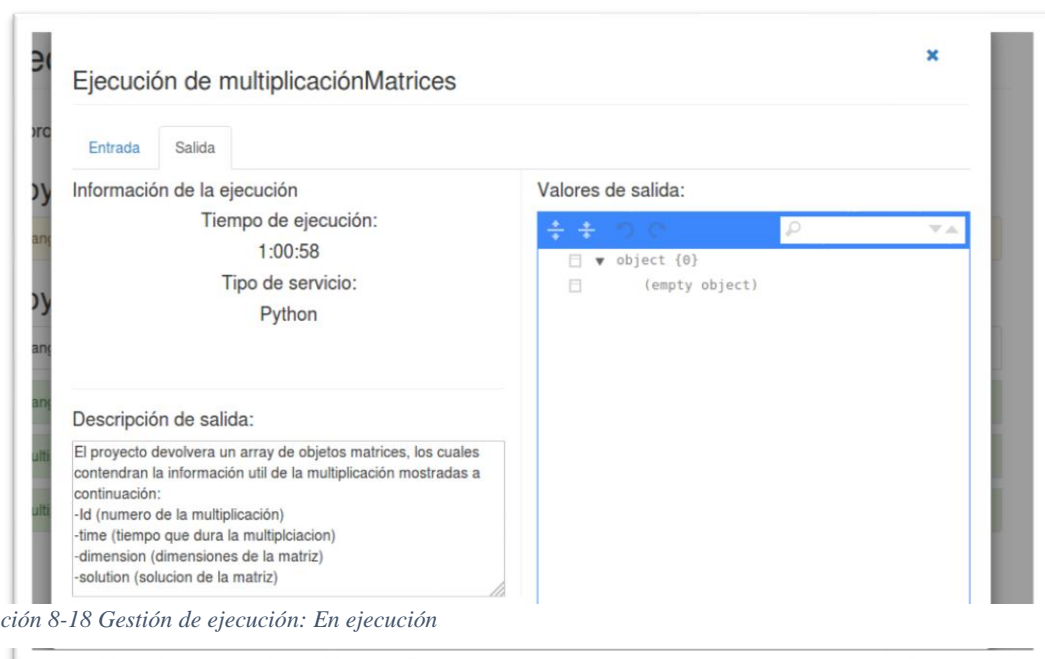 Ejecución de multiplicaciónMatrices
Entrada
Salida
Información de la ejecución
Tiempo de ejecución:
1:00:58
Tipo de servicio:
Python
Valores de salida:
object {0}
(empty object)
Descripción de salida:
El proyecto devolvera un array de objetos matrices, los cuales
contendran la información util de la multiplicación mostradas a
continuación:
-Id (numero de la multiplicación)
-time (tiempo que dura la multiplciacion)
-dimension (dimensiones de la matriz)
-solution (solucion de la matriz)
ción 8-18 Gestión de ejecución: En ejecución